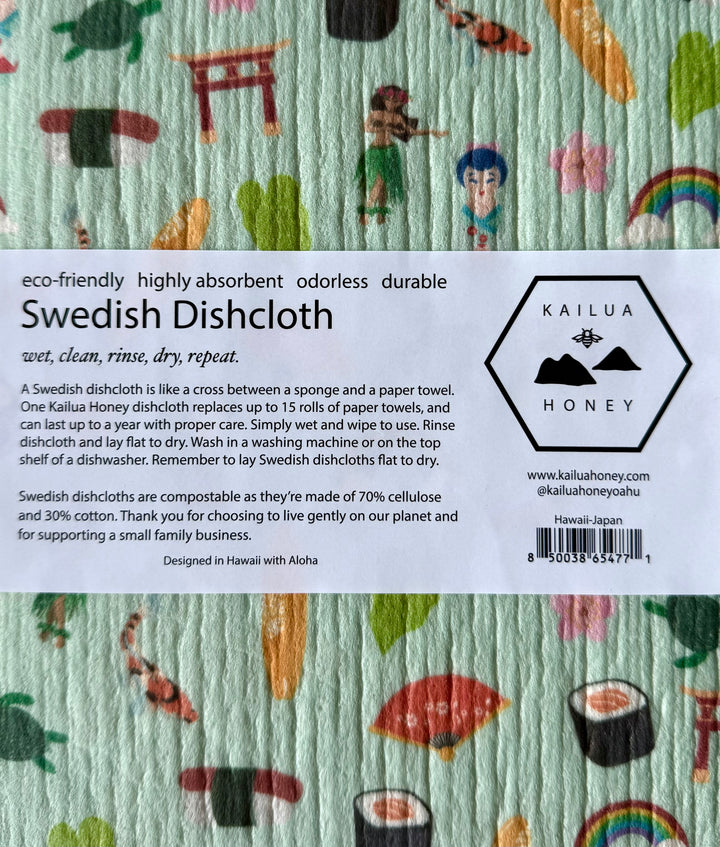 eco-friendly highly absorbent odorless durable
Swedish Dishcloth
wet, clean, rinse, dry, repeat.
A Swedish dishcloth is like a cross between a sponge and a paper towel.
One Kailua Honey dishcloth replaces up to 15 rolls of paper towels, and
can last up to a year with proper care. Simply wet and wipe to use. Rinse
dishcloth and lay flat to dry. Wash in a washing machine or on the top
shelf of a dishwasher. Remember to lay Swedish dishcloths flat to dry.
Swedish dishcloths are compostable as they're made of 70% cellulose
and 30% cotton. Thank you for choosing to live gently on our planet and
for supporting a small family business.
Designed in Hawaii with Aloha
KAILUA
HONEY
www.kailuahoney.com
@kailuahoneyoahu
Hawaii-Japan
8 50038 65477 1